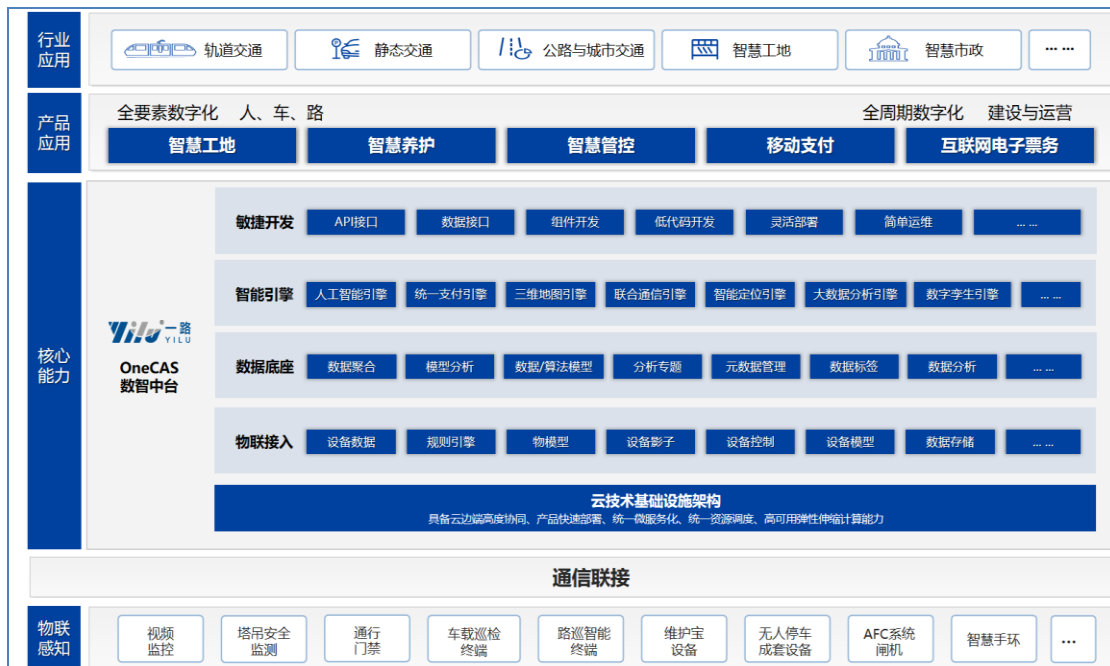 行业
应用
轨道交通
静态交通
公路与城市交通
智慧工地
智慧市政
... ...
产品
应用
全要素数字化 人、车、路
全周期数字化 建设与运营
智慧工地
智慧养护
智慧管控
移动支付
互联网电子票务
核心
能力
Yilu 一路
YILU
OneCAS
数智中台
敏捷开发
API接口
数据接口
组件开发
低代码开发
灵活部署
简单运维
... ...
智能引擎
人工智能引擎
统一支付引擎
三维地图引擎
联合通信引擎
智能定位引擎
大数据分析引擎
数字孪生引擎
... ...
数据底座
数据聚合
模型分析
数据/算法模型
分析专题
元数据管理
数据标签
数据分析
... ...
物联接入
设备数据
规则引擎
物模型
设备影子
设备控制
设备模型
数据存储
... ...
云技术基础设施架构
具备云边端高度协同、产品快速部署、统一微服务化、统一资源调度、高可用弹性伸缩计算能力
通信联接
物联
感知
视频
监控
塔吊安全
监测
通行
门禁
车载巡检
终端
路巡智能
终端
维护宝
设备
无人停车
成套设备
AFC系统
闸机
智慧手环
...